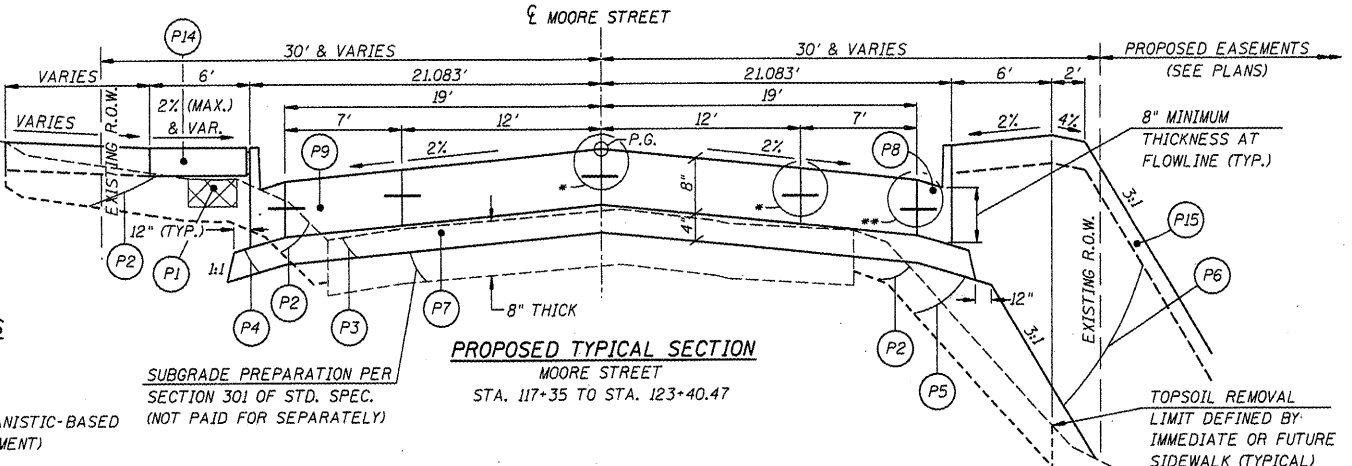 ℄ MOORE STREET
P14
30' & VARIES
30' & VARIES
PROPOSED EASEMENTS
(SEE PLANS)
VARIES
6'
21.083'
21.083'
6'
2'
2% (MAX.)
& VAR.
19'
19'
VARIES
7'
12'
12'
7'
2%
4%
8" MINIMUM
THICKNESS AT
FLOWLINE (TYP.)
EXISTING R.O.W.
P9
2%
P.G.
2%
P8
*
8"
*
**
3:1
P15
12" (TYP.)
4"
EXISTING R.O.W.
P6
1:1
P2
P1
P4
P2
P3
P7
8" THICK
12"
3:1
P2
P5
PROPOSED TYPICAL SECTION
MOORE STREET
STA. 117+35 TO STA. 123+40.47
SUBGRADE PREPARATION PER
SECTION 301 OF STD. SPEC.
(NOT PAID FOR SEPARATELY)
TOPSOIL REMOVAL
LIMIT DEFINED BY
IMMEDIATE OR FUTURE
SIDEWALK (TYPICAL)
ANISTIC-BASED
MENT)